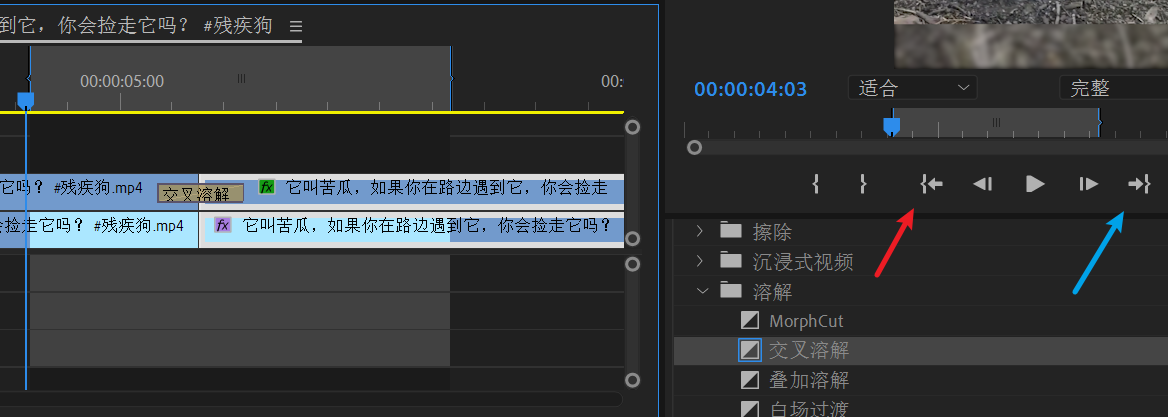 到它，你会捡走它吗？ #残疾狗
00:00:05:00
00:
00:00:04:03
适合
完整
它吗？ #残疾狗.mp4
交叉溶解
fx
它叫苦瓜，如果你在路边遇到它，你会捡走
会捡走它吗？ #残疾狗.mp4
fx
它叫苦瓜，如果你在路边遇到它，你会捡走它吗？
擦除
沉浸式视频
溶解
MorphCut
交叉溶解
叠加溶解
白场过渡